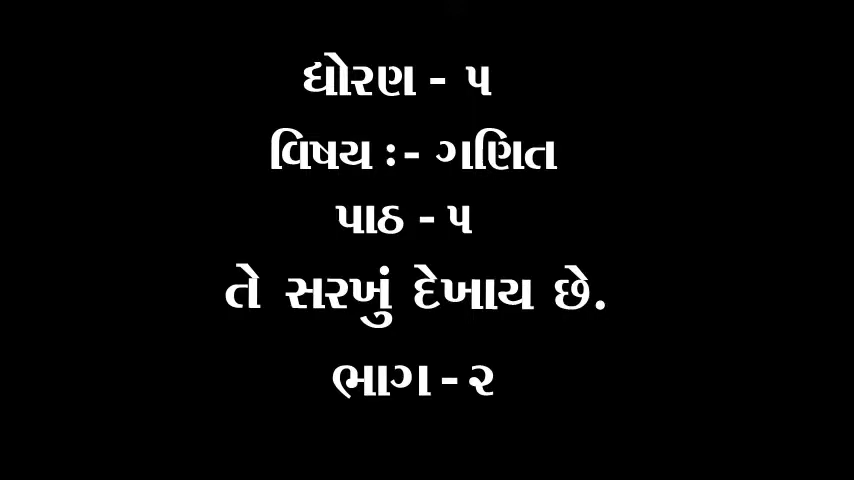 ધોરણ - ૫
વિષય :- ગણિત
પાઠ - ૫
તે સરખું દેખાય છે.
ભાગ - ૨